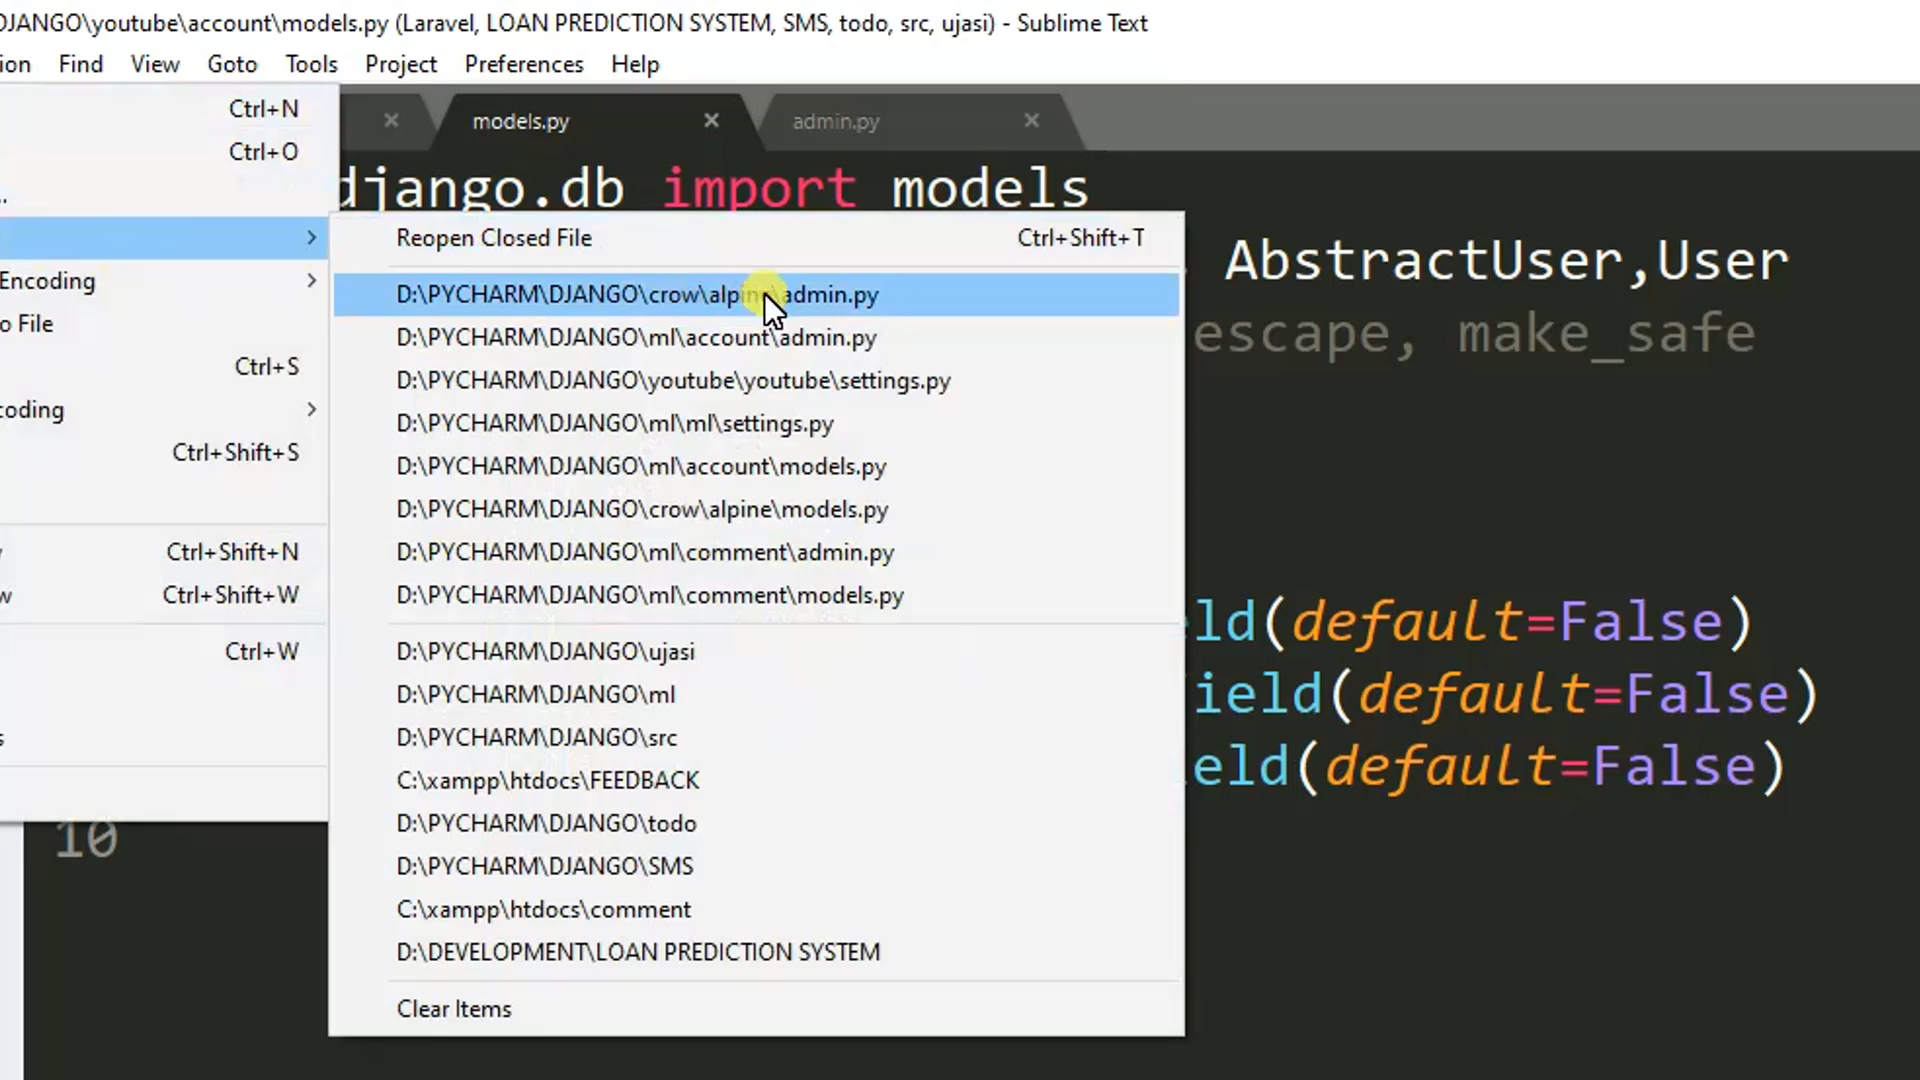 DJANGO\youtube\account\models.py (Laravel, LOAN PREDICTION SYSTEM, SMS, todo, src, ujasi) - Sublime Text
ion Find View Goto Tools Project Preferences Help
Ctrl+N
Ctrl+O
..
Encoding
o File
Ctrl+S
coding
Ctrl+Shift+S
Ctrl+Shift+N
w Ctrl+Shift+W
Ctrl+W
s
models.py
admin.py
django.db import models
AbstractUser,User
escape, make_safe
eld(default=False)
ield(default=False)
eld(default=False)
10
Reopen Closed File Ctrl+Shift+T
D:\PYCHARM\DJANGO\crow\alpine\admin.py
D:\PYCHARM\DJANGO\ml\account\admin.py
D:\PYCHARM\DJANGO\youtube\youtube\settings.py
D:\PYCHARM\DJANGO\ml\ml\settings.py
D:\PYCHARM\DJANGO\ml\account\models.py
D:\PYCHARM\DJANGO\crow\alpine\models.py
D:\PYCHARM\DJANGO\ml\comment\admin.py
D:\PYCHARM\DJANGO\ml\comment\models.py
D:\PYCHARM\DJANGO\ujasi
D:\PYCHARM\DJANGO\ml
D:\PYCHARM\DJANGO\src
C:\xampp\htdocs\FEEDBACK
D:\PYCHARM\DJANGO\todo
D:\PYCHARM\DJANGO\SMS
C:\xampp\htdocs\comment
D:\DEVELOPMENT\LOAN PREDICTION SYSTEM
Clear Items